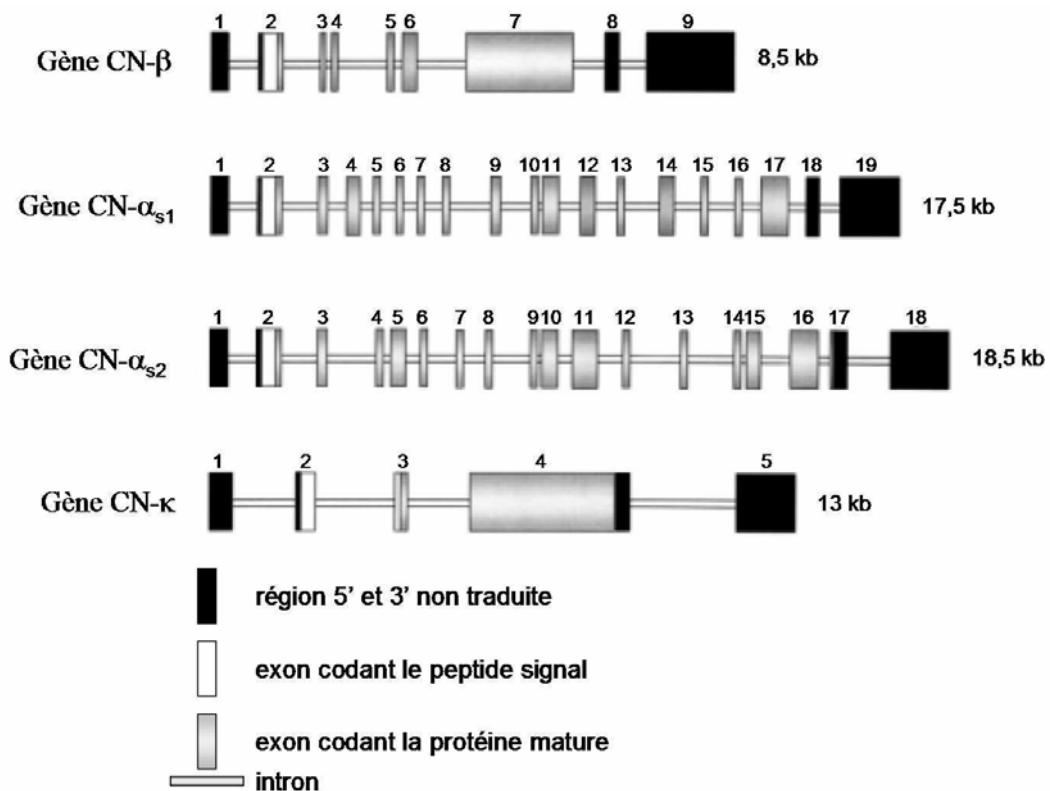 1 2 3 4 5 6 7 8 9
Gène CN-β 8,5 kb
1 2 3 4 5 6 7 8 9 10 11 12 13 14 15 16 17 18 19
Gène CN-αs1 17,5 kb
1 2 3 4 5 6 7 8 9 10 11 12 13 14 15 16 17 18
Gène CN-αs2 18,5 kb
1 2 3 4 5
Gène CN-κ 13 kb
région 5' et 3' non traduite
exon codant le peptide signal
exon codant la protéine mature
intron